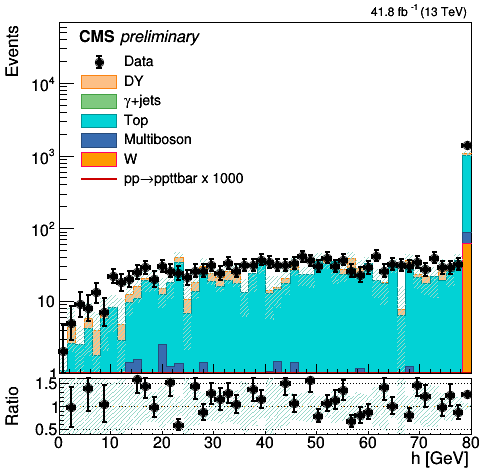 41.8 fb⁻¹ (13 TeV)
Events
CMS preliminary
Data
DY
γ+jets
Top
Multiboson
W
pp→ppttbar x 1000
10⁴
10³
10²
10
1
Ratio
1.5
1
0.5
0 10 20 30 40 50 60 70 80
h [GeV]